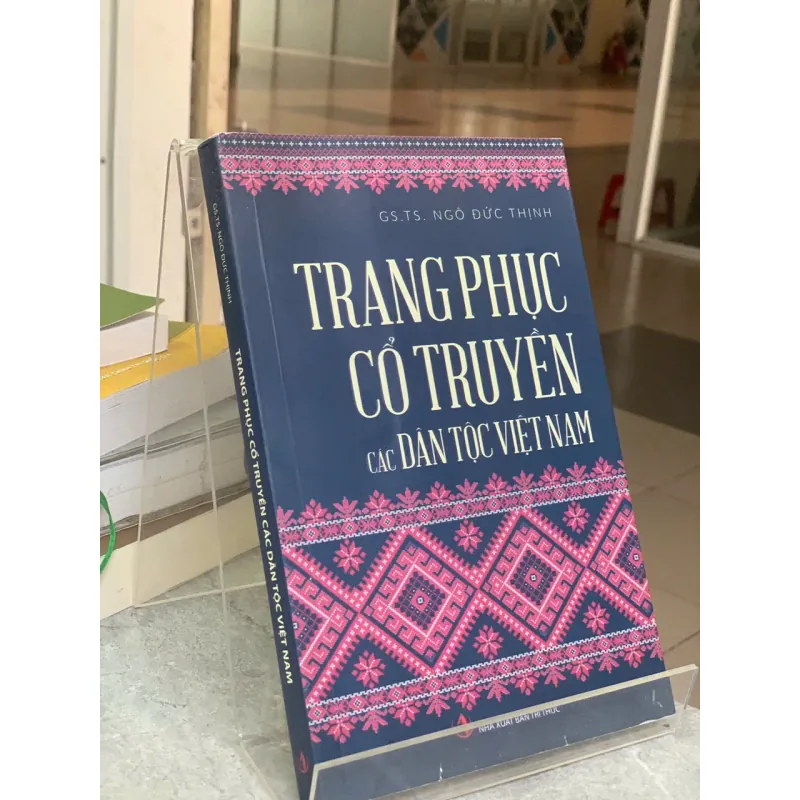 GS.TS. NGÔ ĐỨC THỊNH
TRANG PHỤC
CỔ TRUYỀN
CÁC DÂN TỘC VIỆT NAM
NHÀ XUẤT BẢN TRI THỨC
GS.TS. NGÔ ĐỨC THỊNH
TRANG PHỤC CỔ TRUYỀN CÁC DÂN TỘC VIỆT NAM